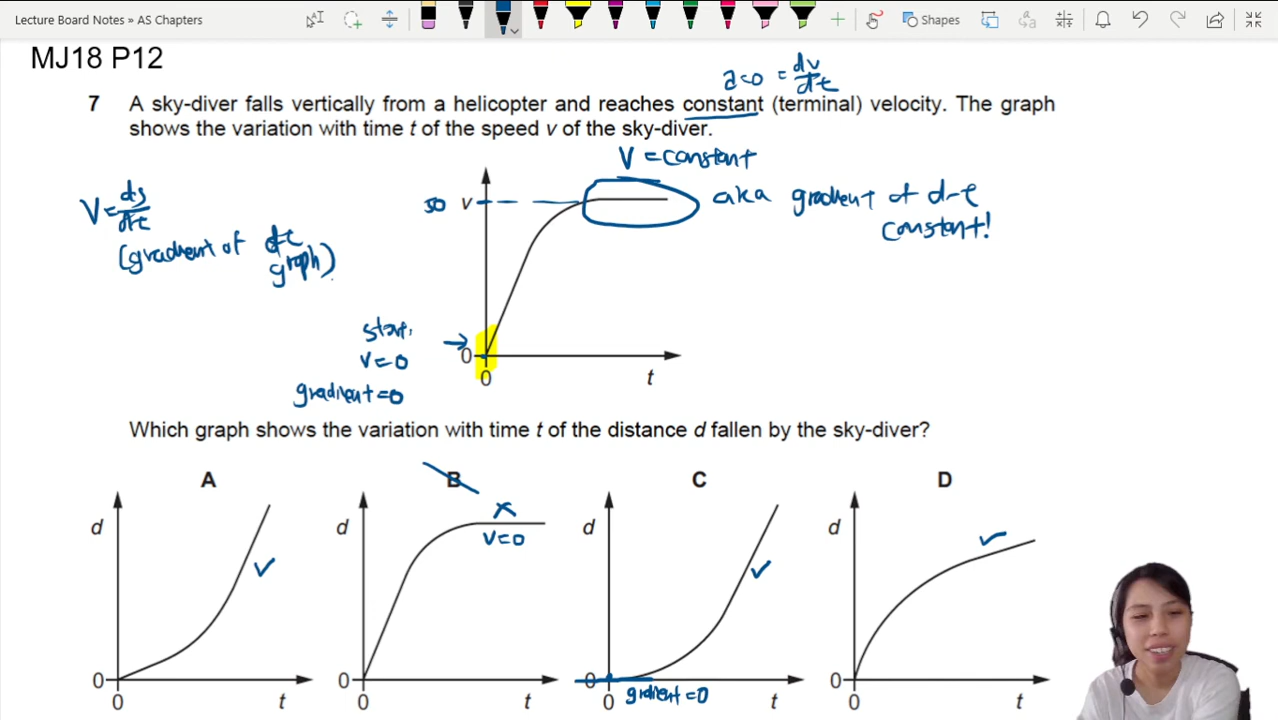 Lecture Board Notes » AS Chapters
Shapes
MJ18 P12
a=0 = dv/dt
7 A sky-diver falls vertically from a helicopter and reaches constant (terminal) velocity. The graph
shows the variation with time t of the speed v of the sky-diver.
V = constant
aka gradient of d-t
constant!
V = ds/dt
(gradient of dt
graph)
50 v
start,
v=0
gradient=0
0
0
t
Which graph shows the variation with time t of the distance d fallen by the sky-diver?
A
B
C
D
d
d
d
d
v=0
0
0
0
0
gradient=0
0
t
0
t
0
t
0
t